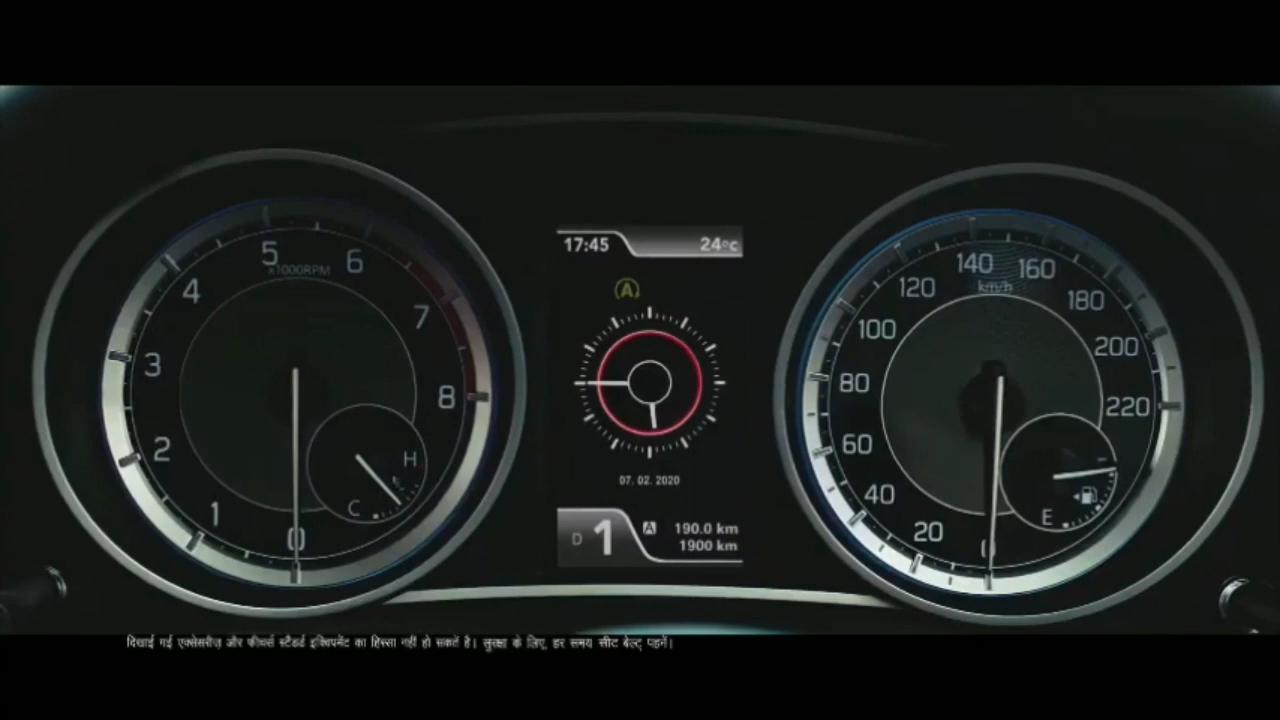 5
x1000RPM
6
4
7
3
8
2
H
C
1
0
17:45
24°c
A
07. 02. 2020
D 1
A 190.0 km
1900 km
140
160
km/h
120
180
100
200
80
220
60
40
E
20
0
दिखाई गई एक्सेसरीज़ और फीचर्स स्टैंडर्ड इक्विपमेंट का हिस्सा नहीं हो सकते है। सुरक्षा के लिए, हर समय सीट बेल्ट् पहनें।